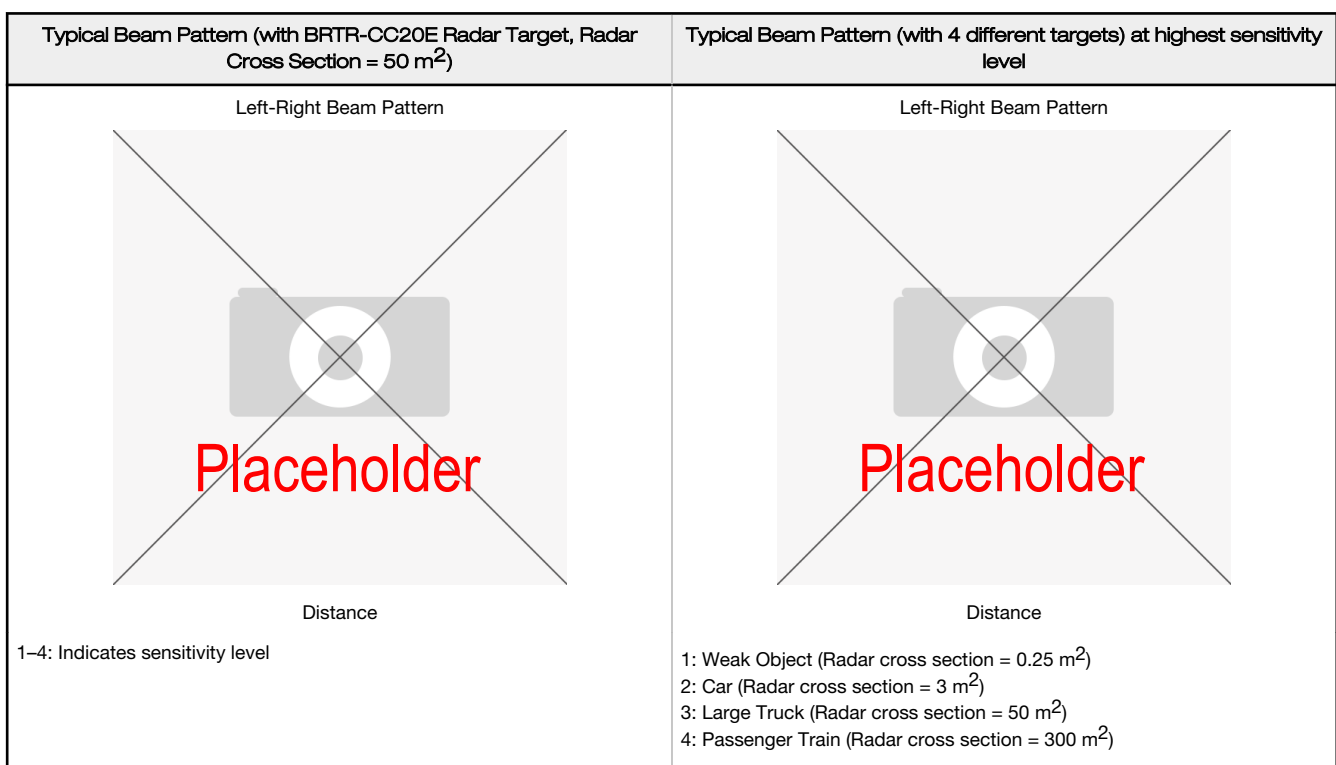 Typical Beam Pattern (with BRTR-CC20E Radar Target, Radar
Cross Section = 50 m²)
Typical Beam Pattern (with 4 different targets) at highest sensitivity
level
Left-Right Beam Pattern
Placeholder
Distance
1–4: Indicates sensitivity level
Left-Right Beam Pattern
Placeholder
Distance
1: Weak Object (Radar cross section = 0.25 m²)
2: Car (Radar cross section = 3 m²)
3: Large Truck (Radar cross section = 50 m²)
4: Passenger Train (Radar cross section = 300 m²)